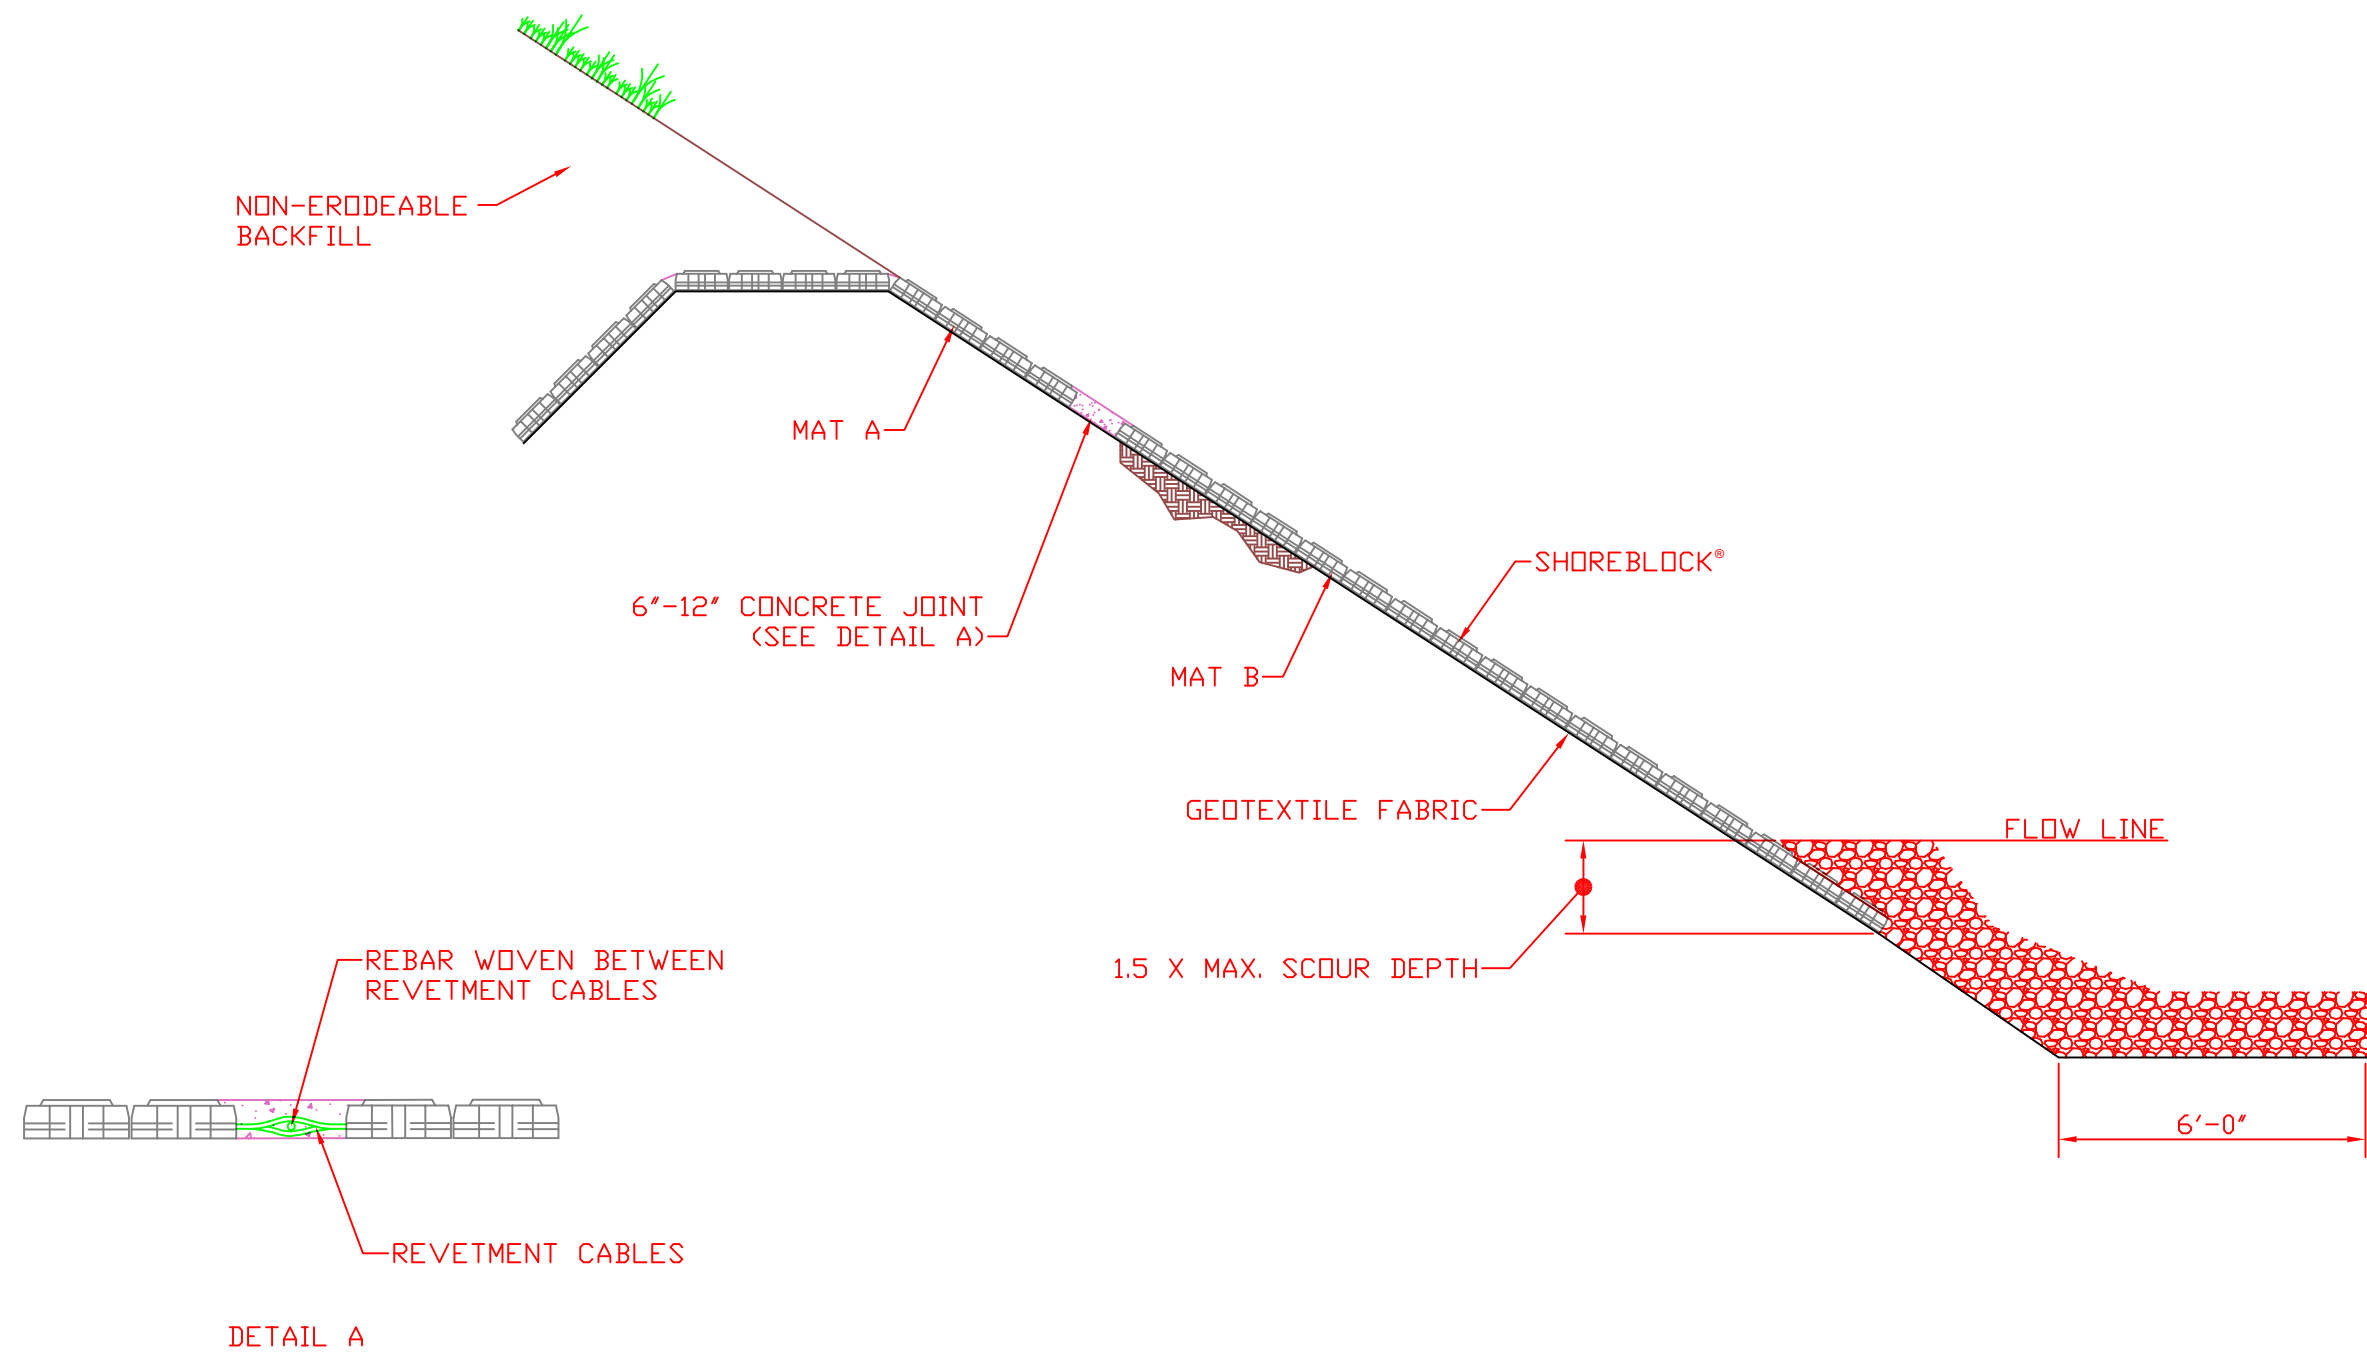 NON-ERODEABLE
BACKFILL
MAT A
6"-12" CONCRETE JOINT
(SEE DETAIL A)
SHOREBLOCK®
MAT B
GEOTEXTILE FABRIC
FLOW LINE
1.5 X MAX. SCOUR DEPTH
REBAR WOVEN BETWEEN
REVETMENT CABLES
6'-0"
REVETMENT CABLES
DETAIL A